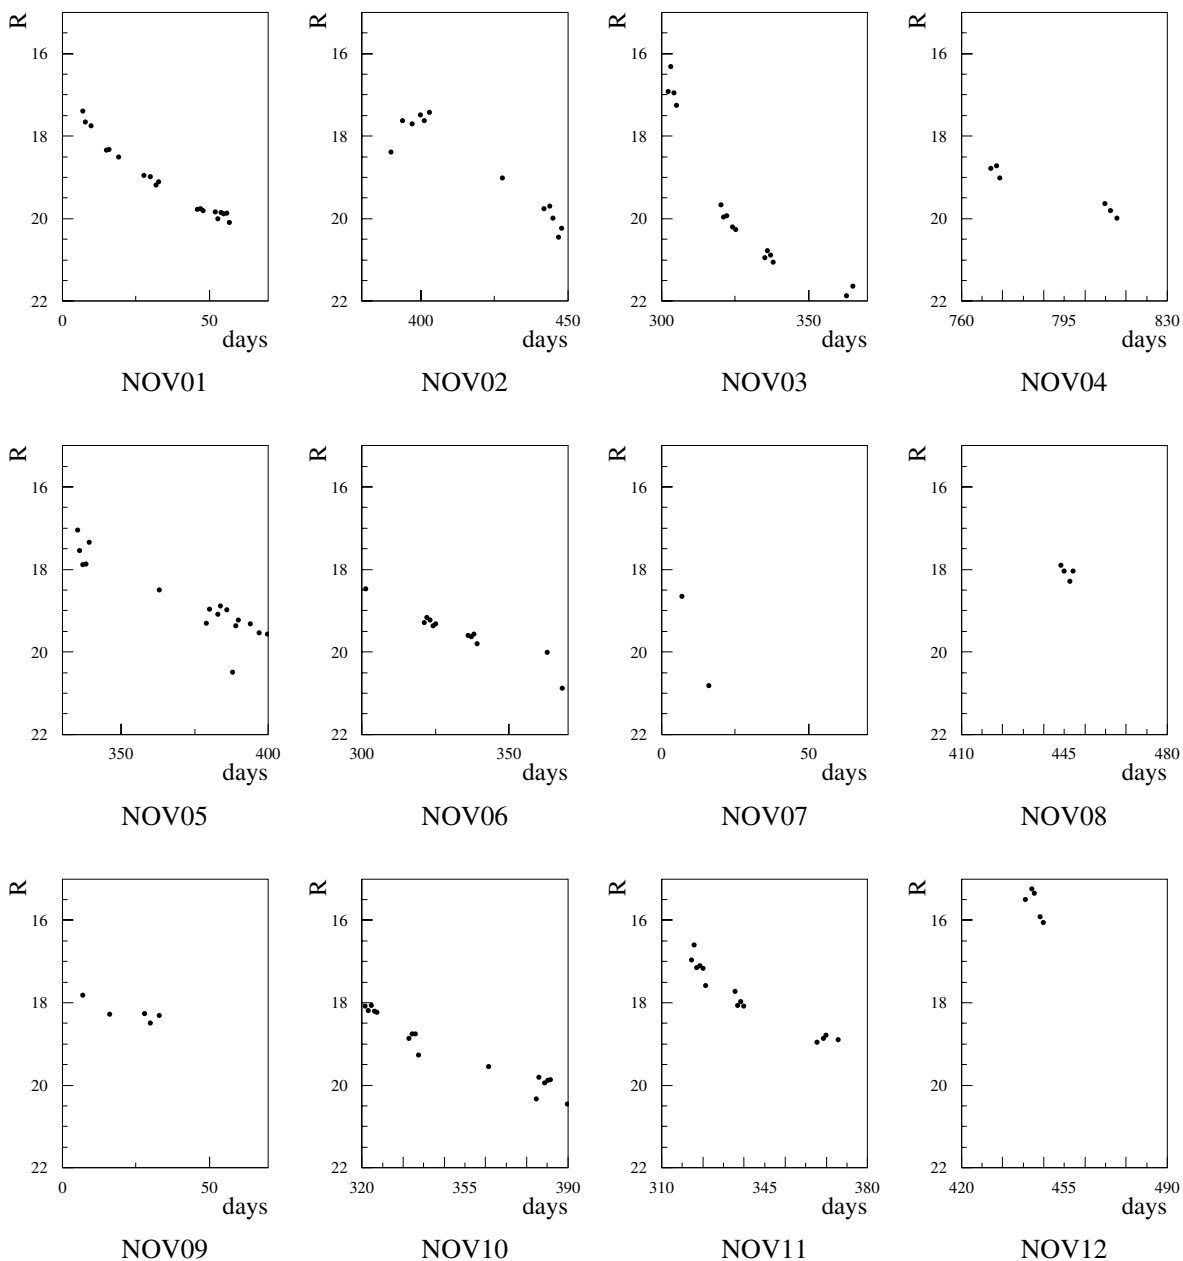 R R R R
16 16 16 16
18 18 18 18
20 20 20 20
22 22 22 22
0 50 400 450 300 350 760 795 830
days days days days
NOV01 NOV02 NOV03 NOV04
R R R R
16 16 16 16
18 18 18 18
20 20 20 20
22 22 22 22
350 400 300 350 0 50 410 445 480
days days days days
NOV05 NOV06 NOV07 NOV08
R R R R
16 16 16 16
18 18 18 18
20 20 20 20
22 22 22 22
0 50 320 355 390 310 345 380 420 455 490
days days days days
NOV09 NOV10 NOV11 NOV12